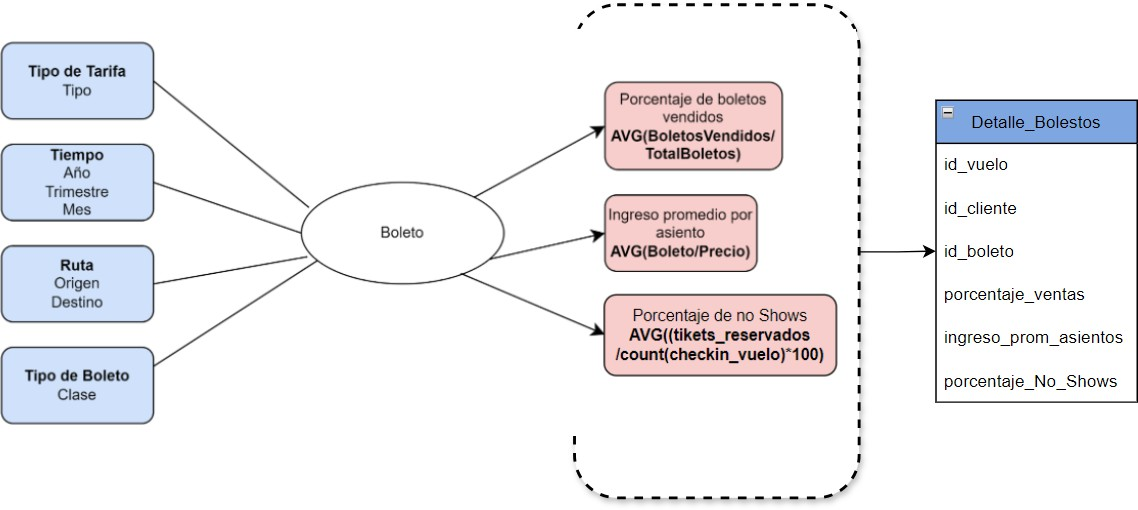 Tipo de Tarifa
Tipo
Tiempo
Año
Trimestre
Mes
Ruta
Origen
Destino
Tipo de Boleto
Clase
Boleto
Porcentaje de boletos
vendidos
AVG(BoletosVendidos/
TotalBoletos)
Ingreso promedio por
asiento
AVG(Boleto/Precio)
Porcentaje de no Shows
AVG((tikets_reservados
/count(checkin_vuelo)*100)
Detalle_Bolestos
id_vuelo
id_cliente
id_boleto
porcentaje_ventas
ingreso_prom_asientos
porcentaje_No_Shows